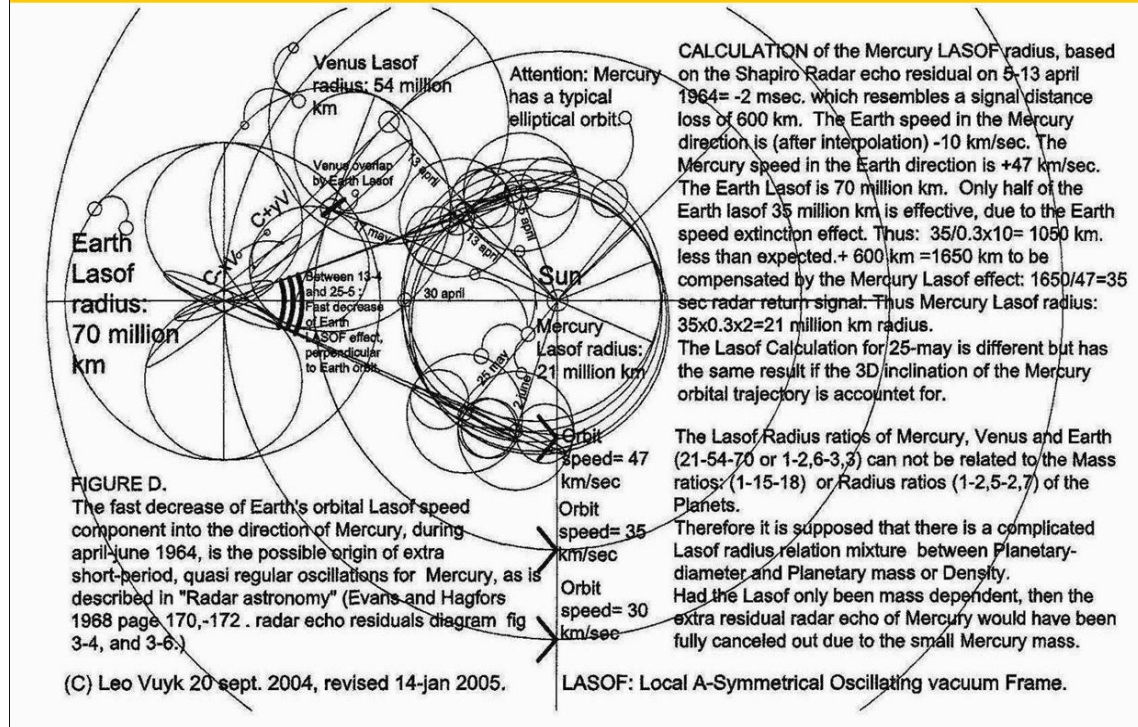 Venus Lasof
radius: 54 million
km
Attention: Mercury
has a typical
elliptical orbit.
CALCULATION of the Mercury LASOF radius, based
on the Shapiro Radar echo residual on 5-13 april
1964= -2 msec. which resembles a signal distance
loss of 600 km. The Earth speed in the Mercury
direction is (after interpolation) -10 km/sec. The
Mercury speed in the Earth direction is +47 km/sec.
The Earth Lasof is 70 million km. Only half of the
Earth lasof 35 million km is effective, due to the Earth
speed extinction effect. Thus: 35/0.3x10= 1050 km.
less than expected.+ 600 km =1650 km to be
compensated by the Mercury Lasof effect: 1650/47=35
sec radar return signal. Thus Mercury Lasof radius:
35x0.3x2=21 million km radius.
The Lasof Calculation for 25-may is different but has
the same result if the 3D inclination of the Mercury
orbital trajectory is accountet for.
Venus overlap
by Earth Lasof
13 april
5 april
17 may
13 apri
C+yV
C-xV
Earth
Lasof
radius:
70 million
km
Between 13-4
and 25-5 :
Fast decrease
of Earth
LASOF effect,
perpendicular
to Earth orbit.
30 april
Sun
Mercury
Lasof radius:
21 million km
25 may
2 june
Orbit
speed= 47
km/sec
Orbit
speed= 35
km/sec
Orbit
speed= 30
km/sec
The Lasof Radius ratios of Mercury, Venus and Earth
(21-54-70 or 1-2,6-3,3) can not be related to the Mass
ratios: (1-15-18) or Radius ratios (1-2,5-2,7) of the
Planets.
Therefore it is supposed that there is a complicated
Lasof radius relation mixture between Planetary-
diameter and Planetary mass or Density.
Had the Lasof only been mass dependent, then the
extra residual radar echo of Mercury would have been
fully canceled out due to the small Mercury mass.
FIGURE D.
The fast decrease of Earth's orbital Lasof speed
component into the direction of Mercury, during
april-june 1964, is the possible origin of extra
short-period, quasi regular oscillations for Mercury, as is
described in "Radar astronomy" (Evans and Hagfors
1968 page 170,-172 . radar echo residuals diagram fig
3-4, and 3-6.)
(C) Leo Vuyk 20 sept. 2004, revised 14-jan 2005.
LASOF: Local A-Symmetrical Oscillating vacuum Frame.